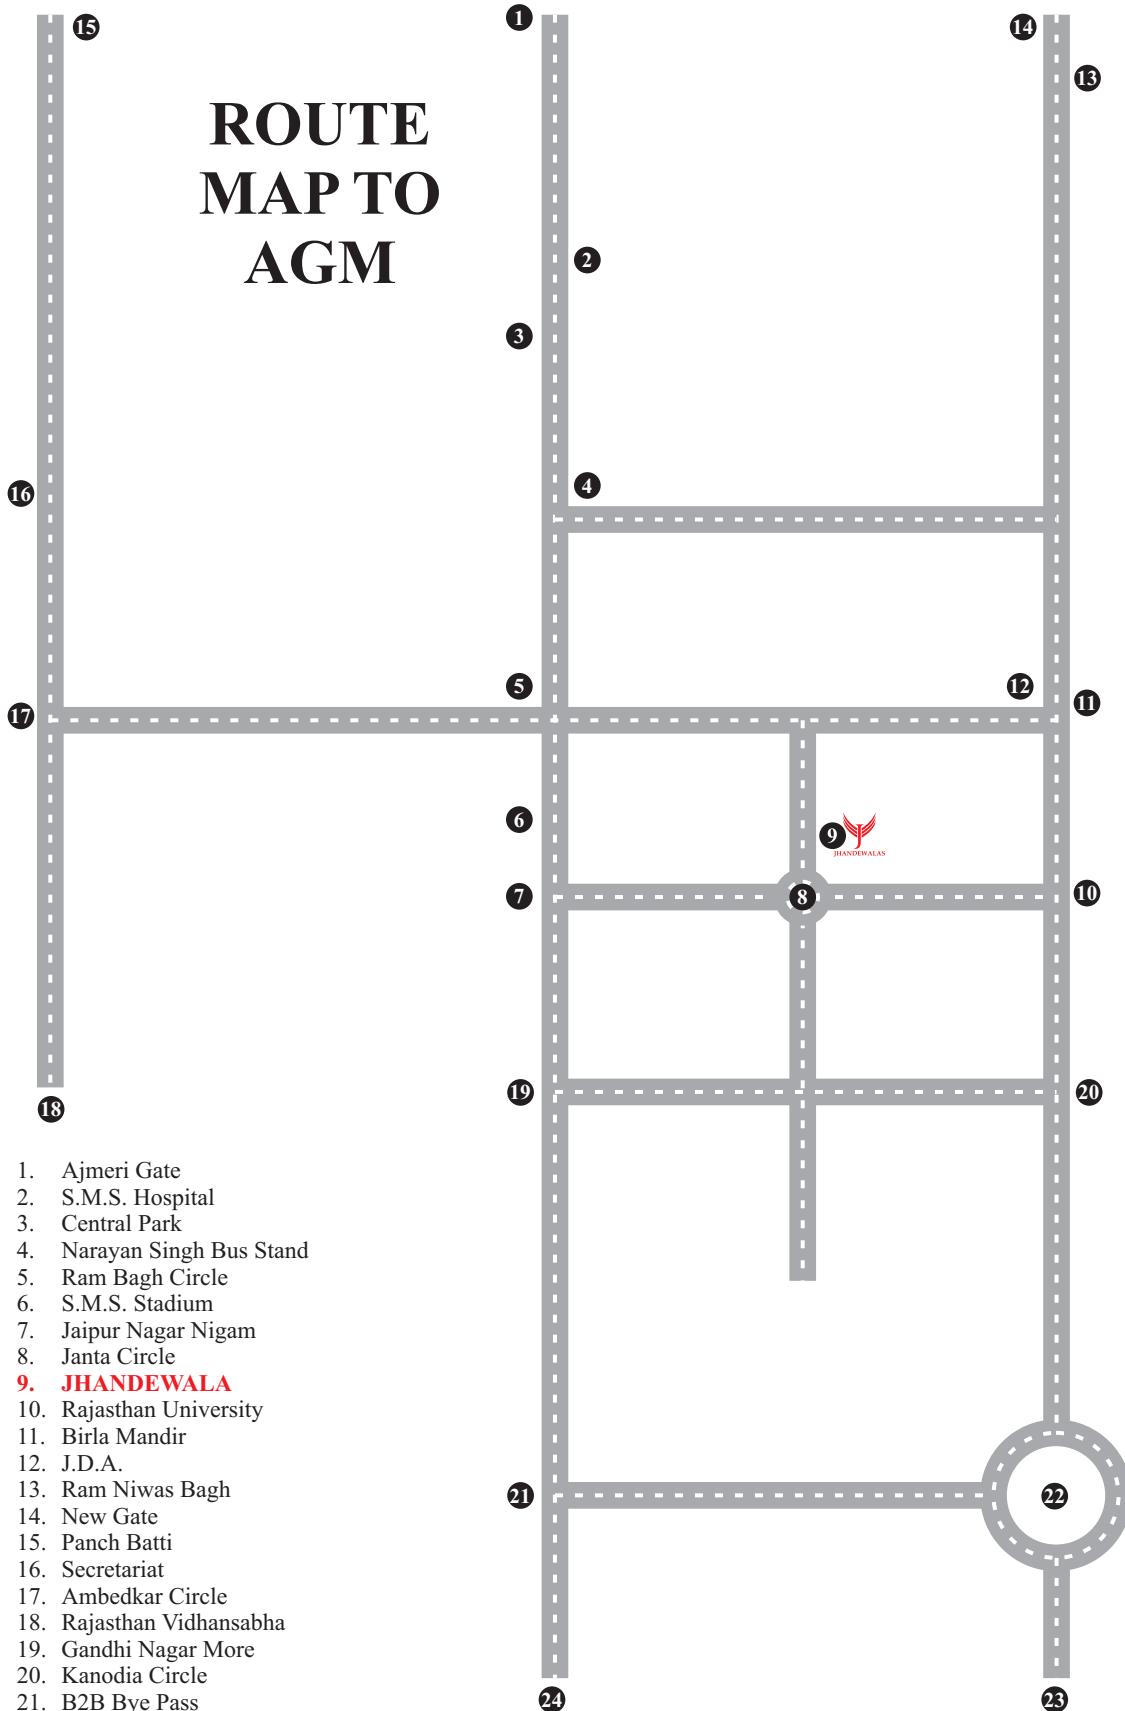 15
1
14
13
ROUTE
MAP TO
AGM
2
3
16
4
5
12
11
17
6
9
JHANDEWALAS
7
8
10
19
20
18
1. Ajmeri Gate
2. S.M.S. Hospital
3. Central Park
4. Narayan Singh Bus Stand
5. Ram Bagh Circle
6. S.M.S. Stadium
7. Jaipur Nagar Nigam
8. Janta Circle
9. JHANDEWALA
10. Rajasthan University
11. Birla Mandir
12. J.D.A.
13. Ram Niwas Bagh
14. New Gate
15. Panch Batti
16. Secretariat
17. Ambedkar Circle
18. Rajasthan Vidhansabha
19. Gandhi Nagar More
20. Kanodia Circle
21. B2B Bye Pass
21
22
24
23